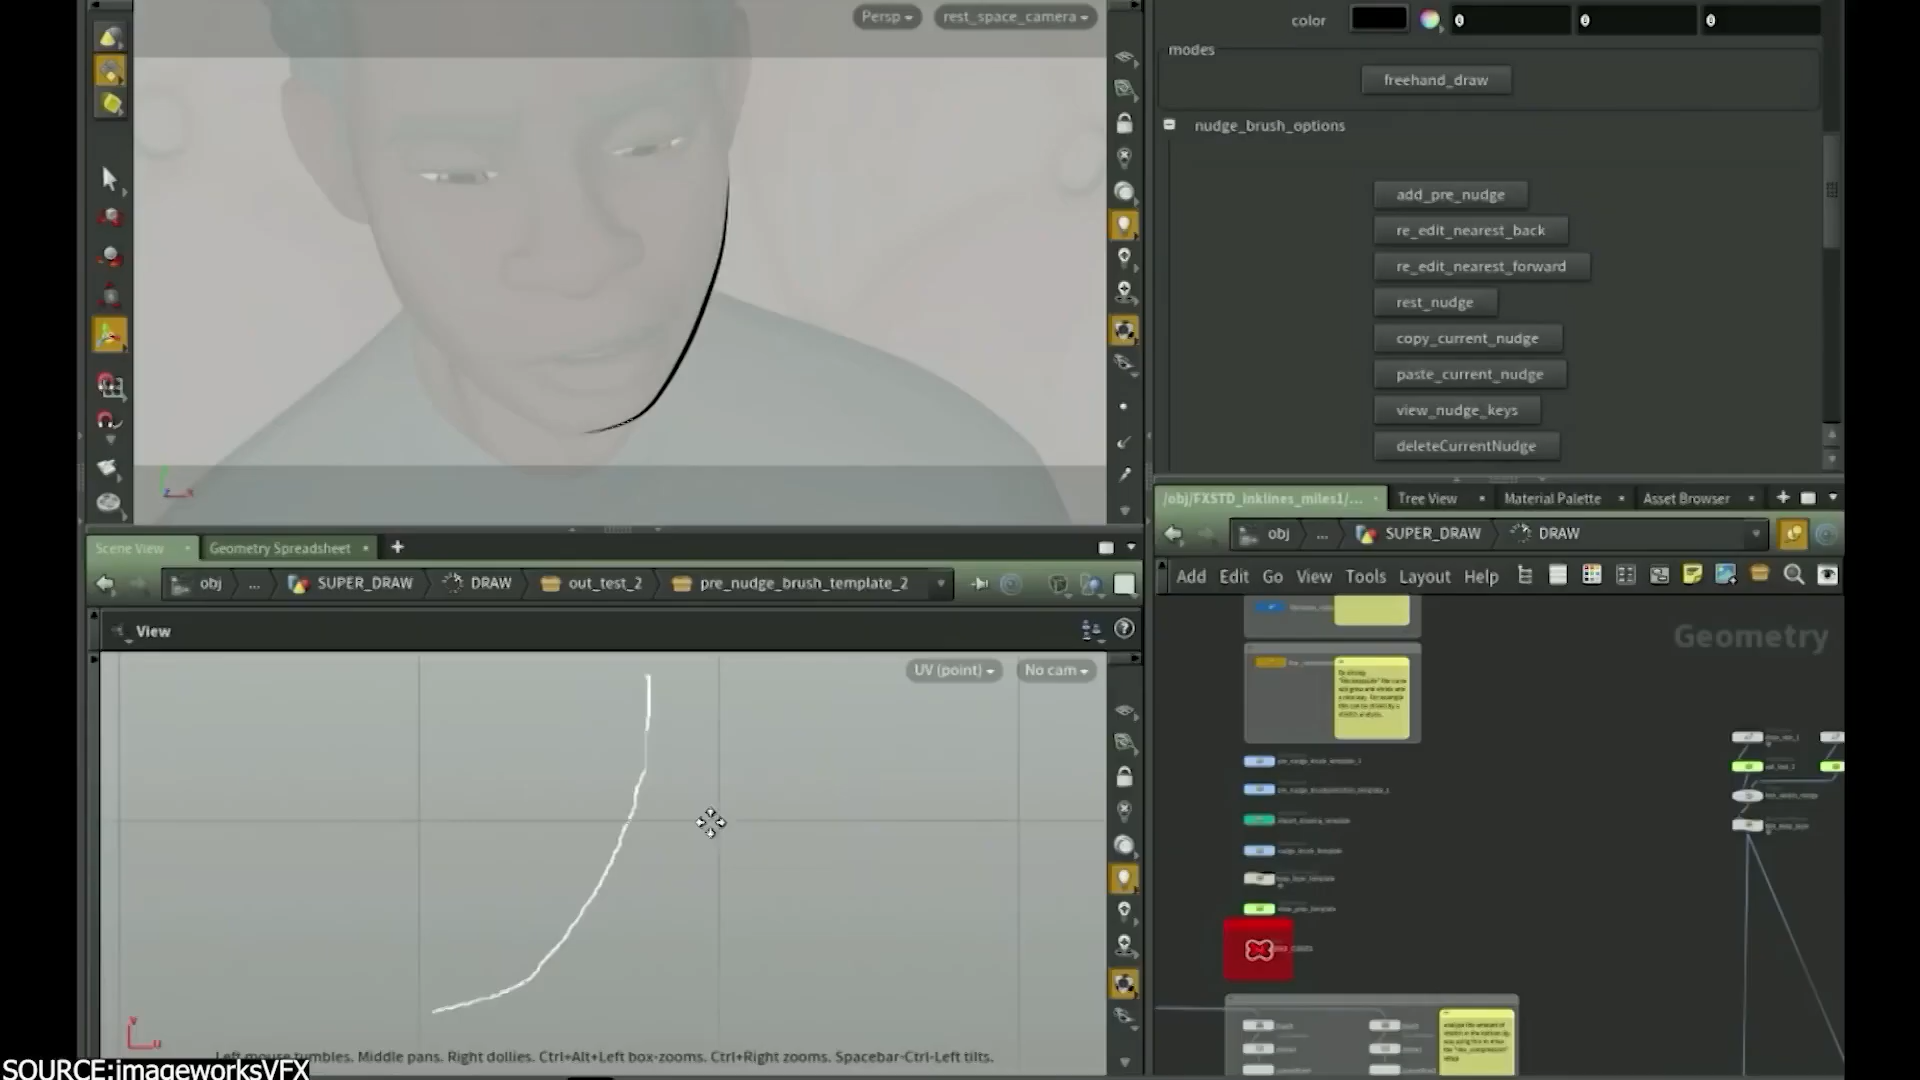 Persp
rest_space_camera
color
0
0
0
modes
freehand_draw
nudge_brush_options
add_pre_nudge
re_edit_nearest_back
re_edit_nearest_forward
rest_nudge
copy_current_nudge
paste_current_nudge
view_nudge_keys
deleteCurrentNudge
/obj/FXSTD_inklines_miles1/...
Tree View
Material Palette
Asset Browser
obj
...
SUPER_DRAW
DRAW
Scene View
Geometry Spreadsheet
obj
...
SUPER_DRAW
DRAW
out_test_2
pre_nudge_brush_template_2
Add Edit Go View Tools Layout Help
View
UV (point)
No cam
Geometry
Left mouse tumbles. Middle pans. Right dollies. Ctrl+Alt+Left box-zooms. Ctrl+Right zooms. Spacebar-Ctrl-Left tilts.
SOURCE:imageworksVFX